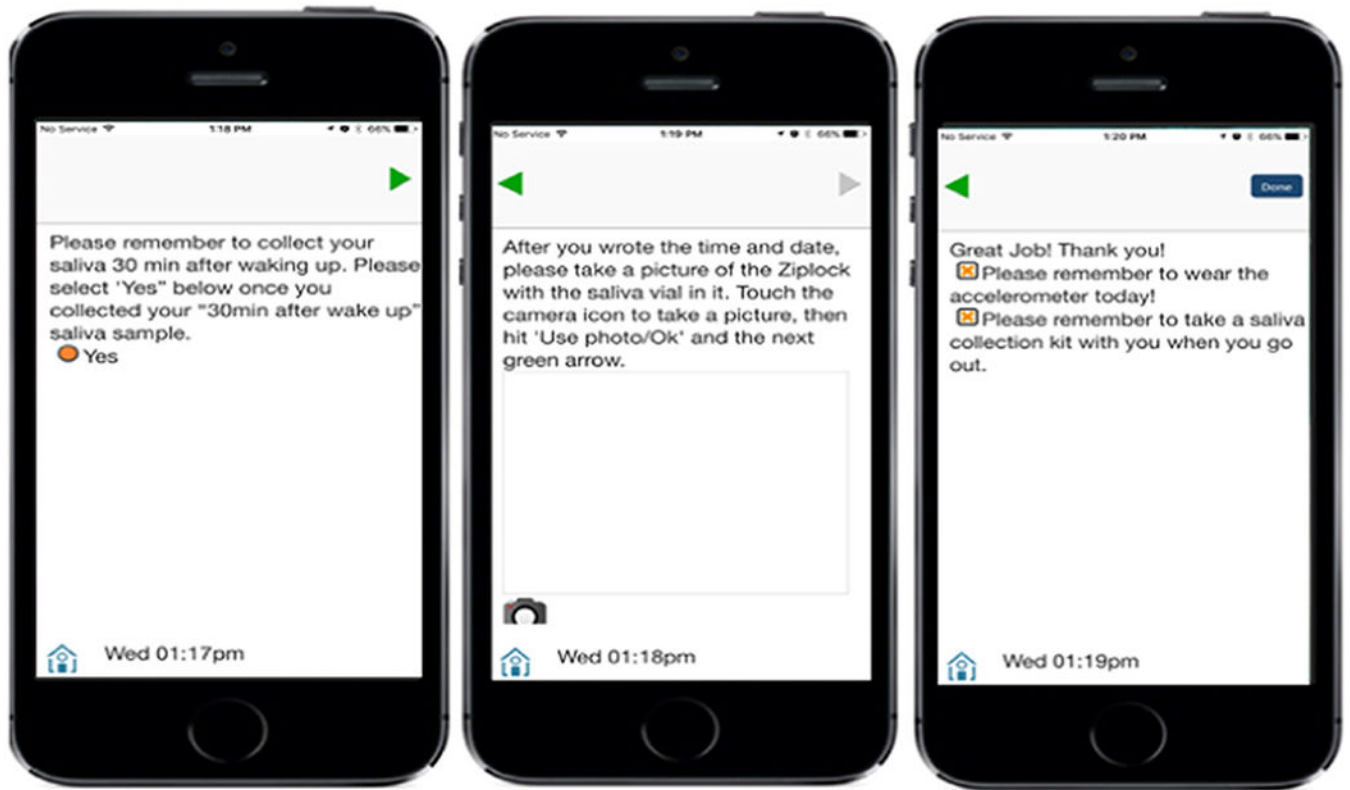 No Service
1:18 PM
66%
Please remember to collect your
saliva 30 min after waking up. Please
select 'Yes" below once you
collected your "30min after wake up"
saliva sample.
Yes
Wed 01:17pm
No Service
1:19 PM
66%
After you wrote the time and date,
please take a picture of the Ziplock
with the saliva vial in it. Touch the
camera icon to take a picture, then
hit 'Use photo/Ok' and the next
green arrow.
Wed 01:18pm
No Service
1:20 PM
66%
Done
Great Job! Thank you!
Please remember to wear the
accelerometer today!
Please remember to take a saliva
collection kit with you when you go
out.
Wed 01:19pm